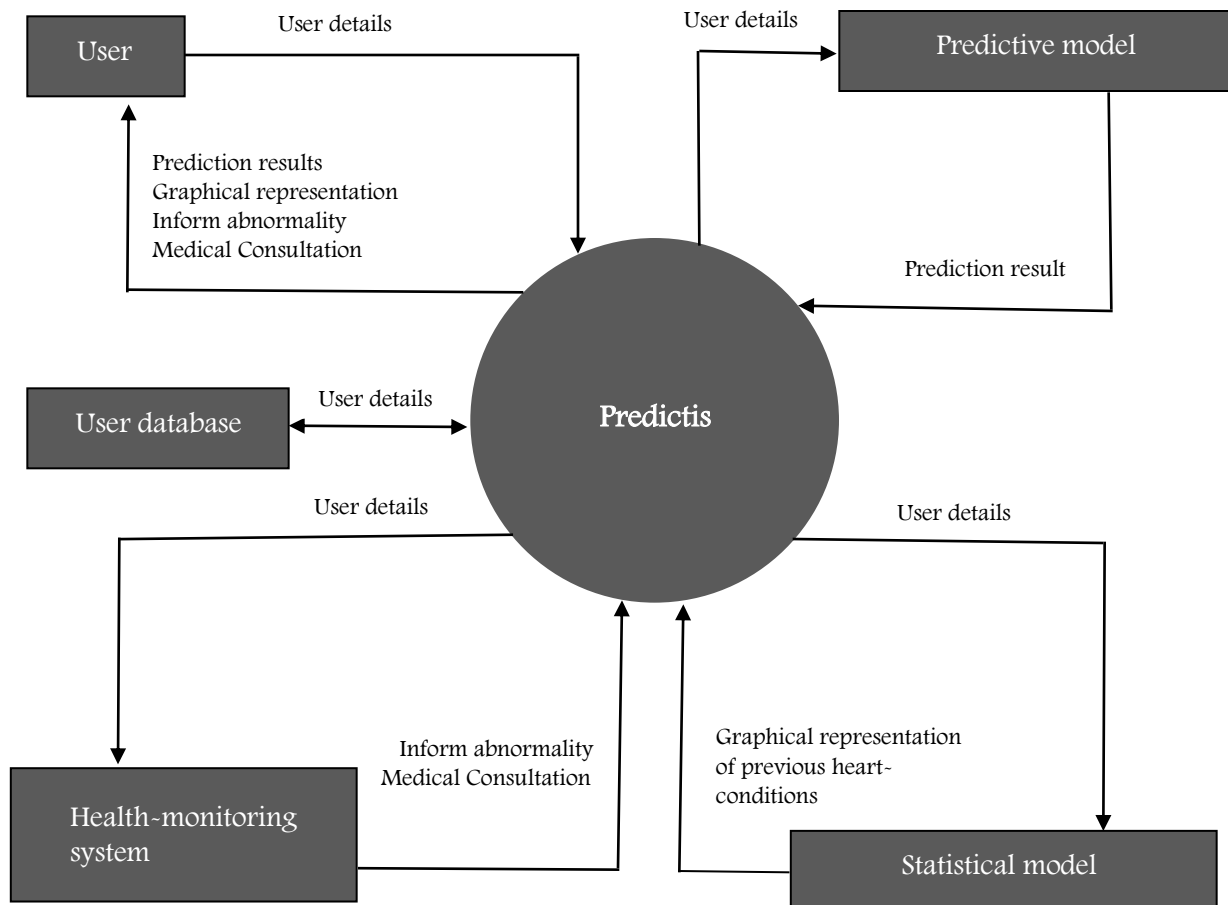 User details
User
User details
Predictive model
Prediction results
Graphical representation
Inform abnormality
Medical Consultation
Prediction result
User details
User database
Predictis
User details
User details
Inform abnormality
Medical Consultation
Graphical representation
of previous heart-
conditions
Health-monitoring
system
Statistical model